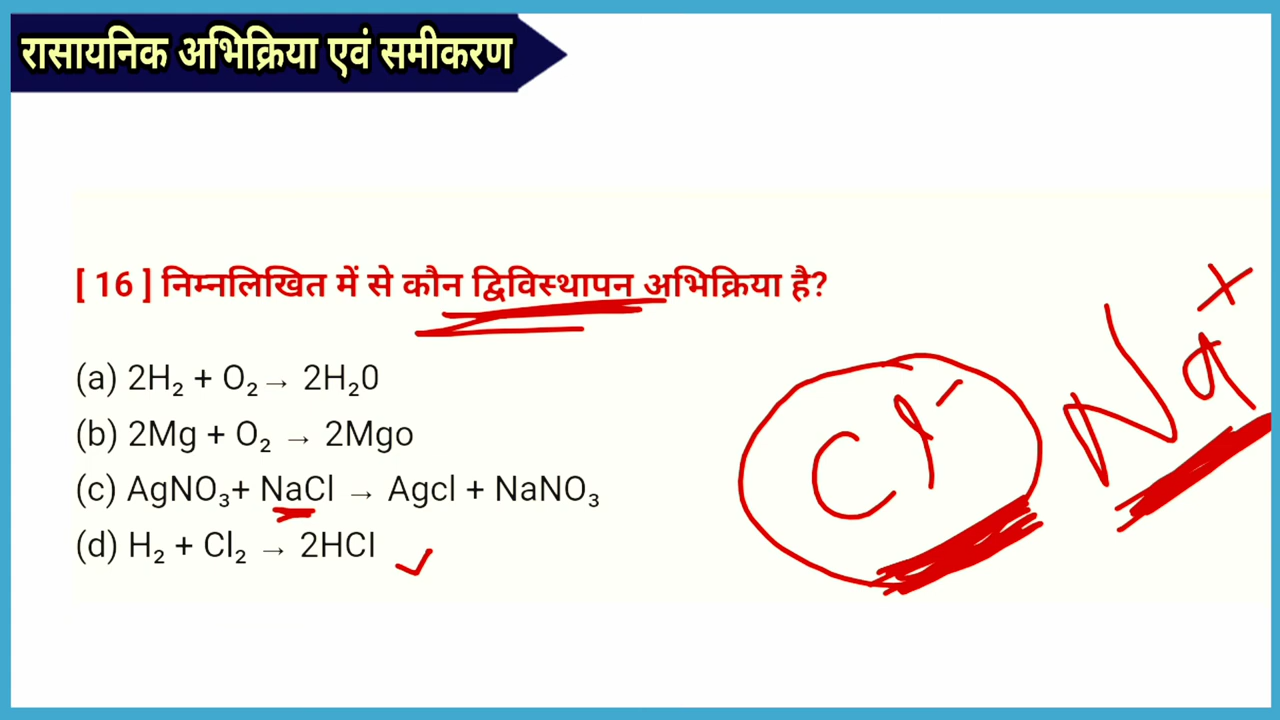 रासायनिक अभिक्रिया एवं समीकरण
[ 16 ] निम्नलिखित में से कौन द्विविस्थापन अभिक्रिया है?
(a) 2H₂ + O₂ → 2H₂0
(b) 2Mg + O₂ → 2Mgo
(c) AgNO₃+ NaCl → Agcl + NaNO₃
(d) H₂ + Cl₂ → 2HCl
Cl⁻ Na⁺